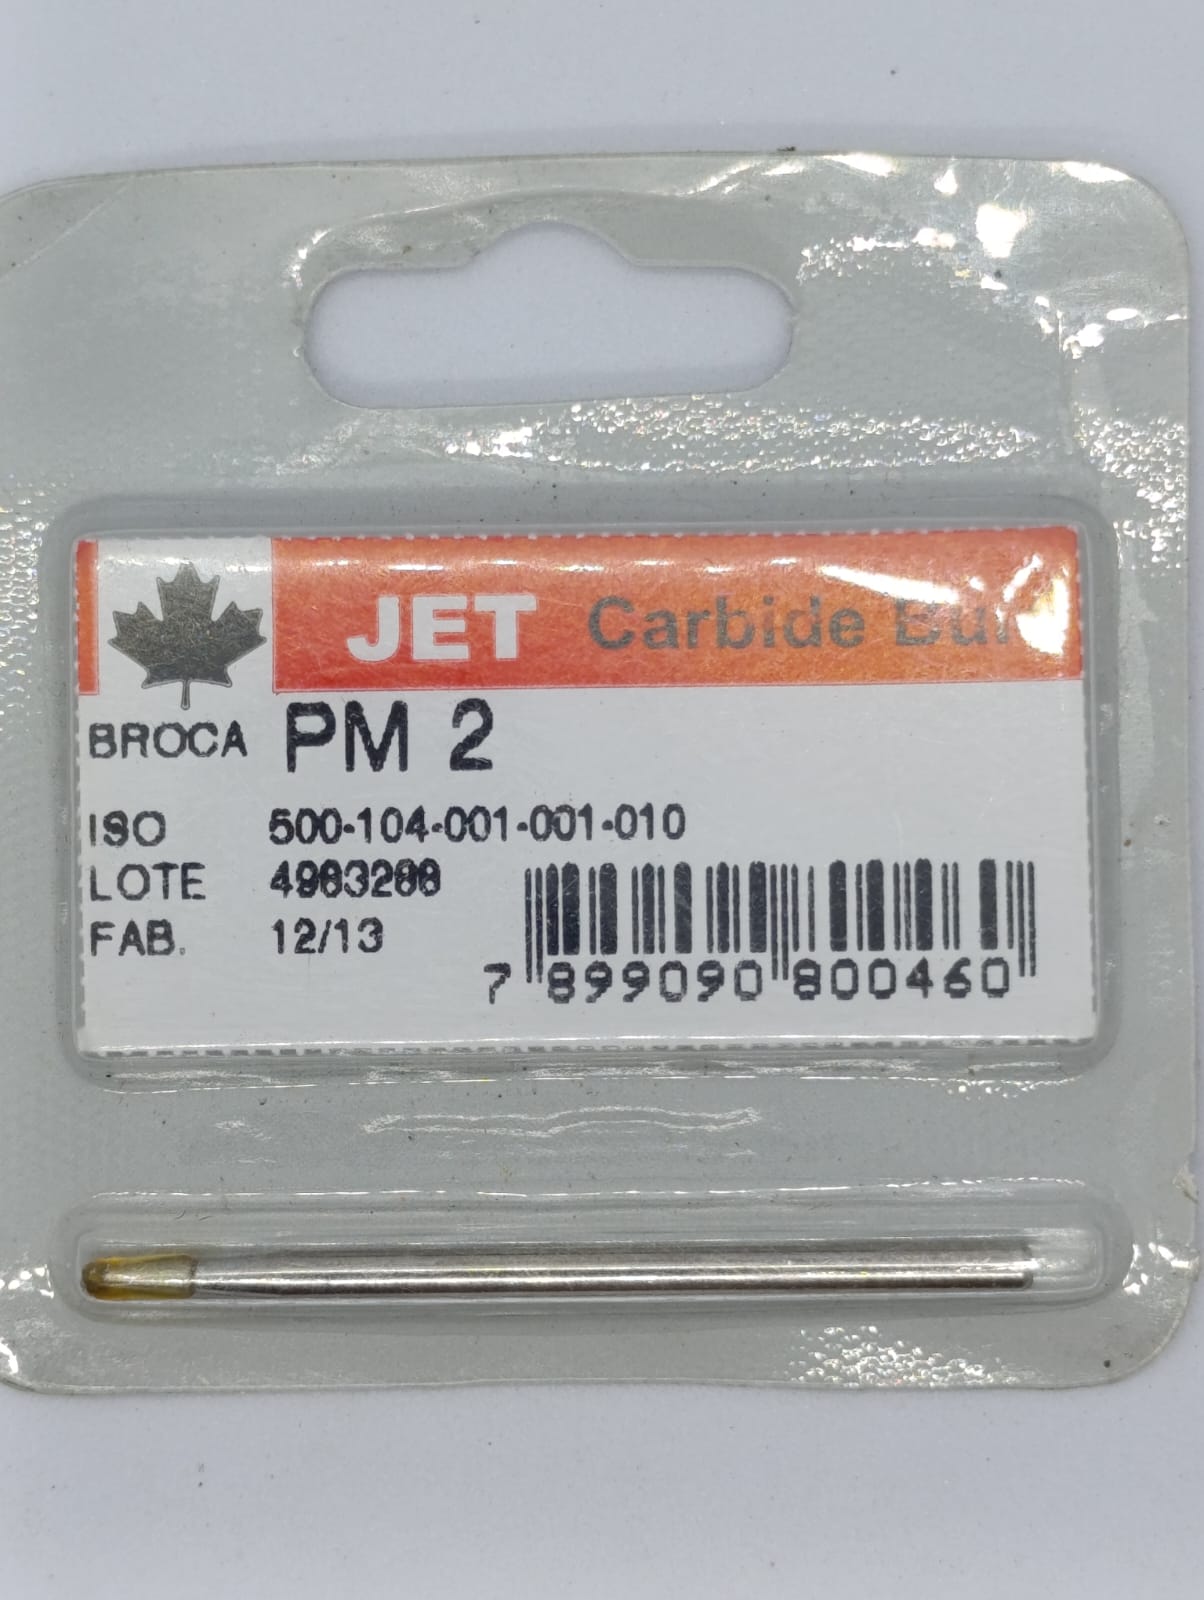 JET Carbide Bur
BROCA PM 2
ISO 500-104-001-001-010
LOTE
FAB. 12/13
7 899090 800460